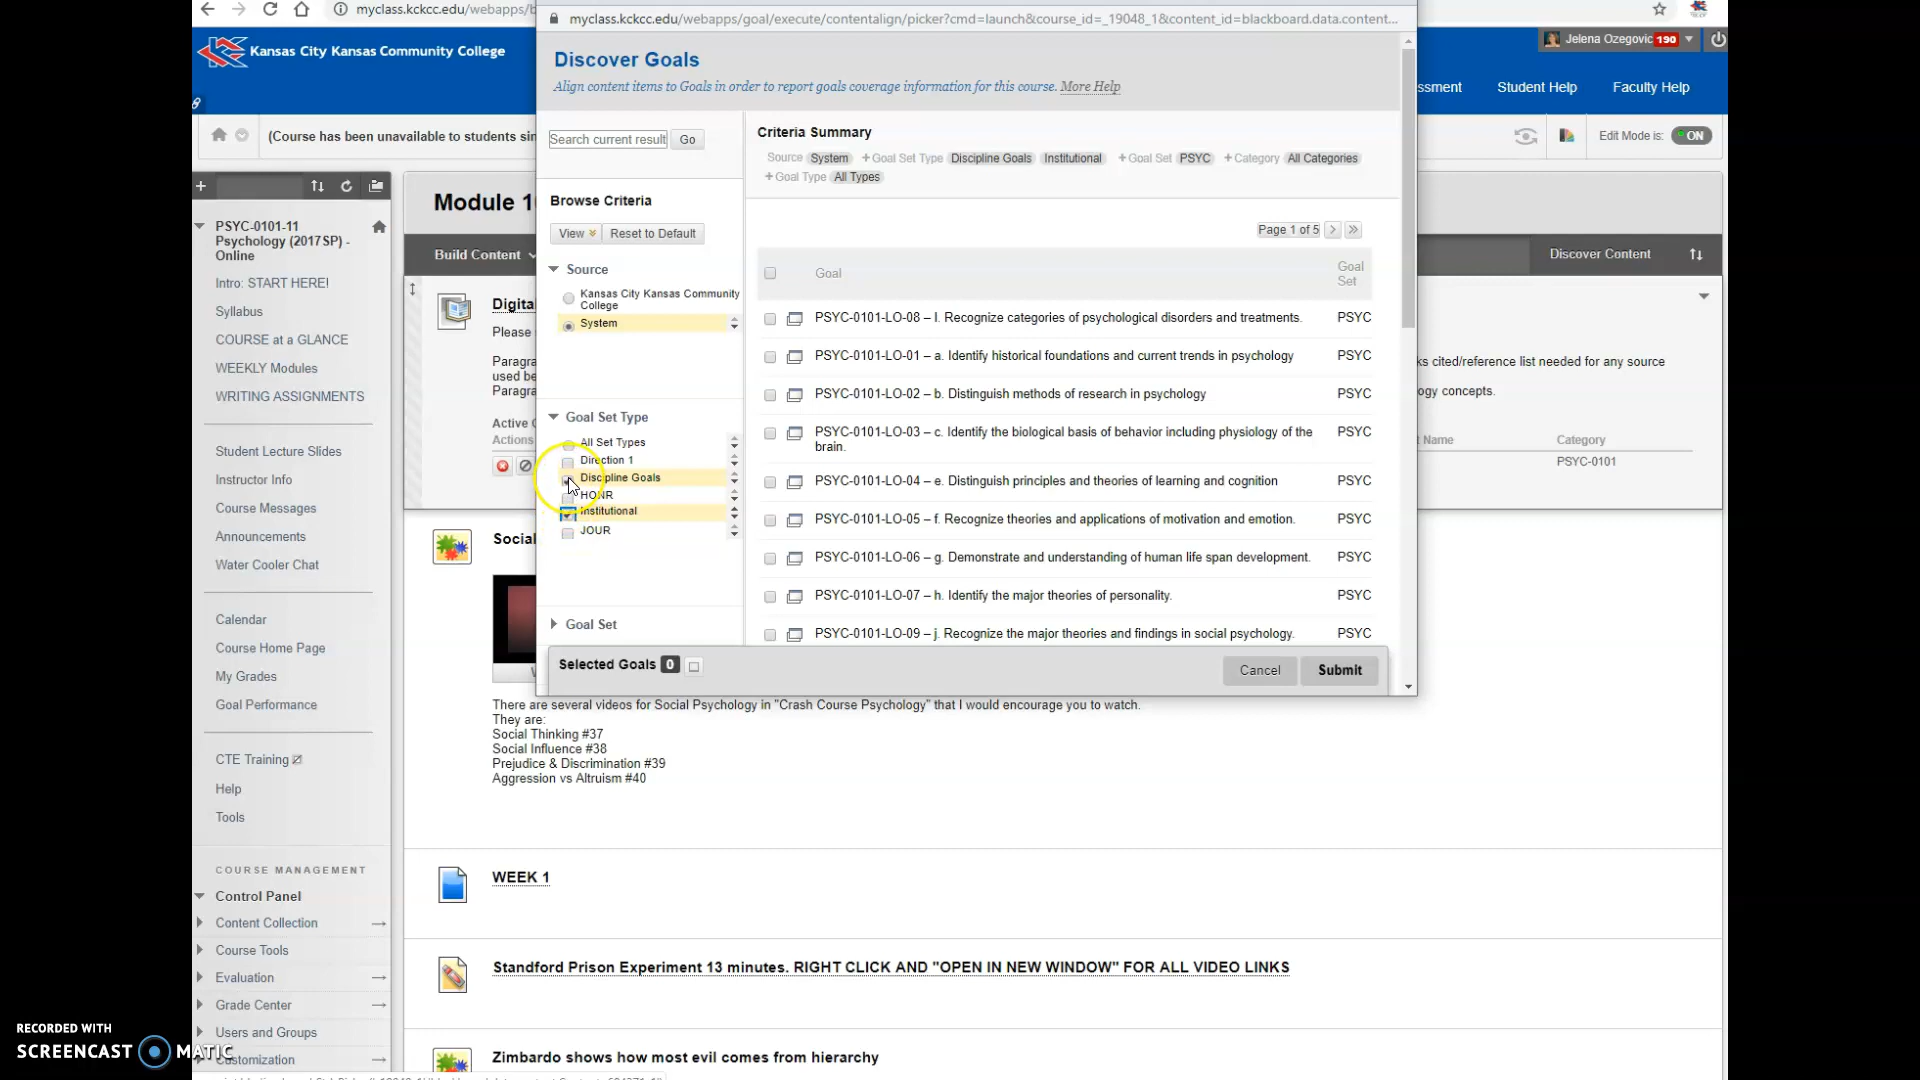 myclass.kckcc.edu/webapps/b
myclass.kckcc.edu/webapps/goal/execute/contentalign/picker?cmd=launch&course_id=_19048_1&content_id=blackboard.data.content...
Kansas City Kansas Community College
Jelena Ozegovic 190
ssment
Student Help
Faculty Help
(Course has been unavailable to students sin
Edit Mode is: ON
Discover Goals
Align content items to Goals in order to report goals coverage information for this course. More Help
Search current result
Go
Browse Criteria
View
Reset to Default
Source
Kansas City Kansas Community
College
System
Goal Set Type
All Set Types
Direction 1
Discipline Goals
HONR
Institutional
JOUR
Goal Set
Criteria Summary
Source System + Goal Set Type Discipline Goals Institutional + Goal Set PSYC + Category All Categories
+ Goal Type All Types
Page 1 of 5
Goal
Goal
Set
PSYC-0101-LO-08 – I. Recognize categories of psychological disorders and treatments. PSYC
PSYC-0101-LO-01 – a. Identify historical foundations and current trends in psychology PSYC
PSYC-0101-LO-02 – b. Distinguish methods of research in psychology PSYC
PSYC-0101-LO-03 – c. Identify the biological basis of behavior including physiology of the PSYC
brain.
PSYC-0101-LO-04 – e. Distinguish principles and theories of learning and cognition PSYC
PSYC-0101-LO-05 – f. Recognize theories and applications of motivation and emotion. PSYC
PSYC-0101-LO-06 – g. Demonstrate and understanding of human life span development. PSYC
PSYC-0101-LO-07 – h. Identify the major theories of personality. PSYC
PSYC-0101-LO-09 – j. Recognize the major theories and findings in social psychology. PSYC
Selected Goals 0
Cancel
Submit
PSYC-0101-11
Psychology (2017SP) -
Online
Intro: START HERE!
Syllabus
COURSE at a GLANCE
WEEKLY Modules
WRITING ASSIGNMENTS
Student Lecture Slides
Instructor Info
Course Messages
Announcements
Water Cooler Chat
Calendar
Course Home Page
My Grades
Goal Performance
CTE Training
Help
Tools
COURSE MANAGEMENT
Control Panel
Content Collection
Course Tools
Evaluation
Grade Center
Users and Groups
Customization
Module 1
Build Content
Discover Content
Digita
Please
Paragra
used be
Paragra
Active
Actions
ks cited/reference list needed for any source
ogy concepts.
t Name
Category
PSYC-0101
Social
There are several videos for Social Psychology in "Crash Course Psychology" that I would encourage you to watch.
They are:
Social Thinking #37
Social Influence #38
Prejudice & Discrimination #39
Aggression vs Altruism #40
WEEK 1
Standford Prison Experiment 13 minutes. RIGHT CLICK AND "OPEN IN NEW WINDOW" FOR ALL VIDEO LINKS
Zimbardo shows how most evil comes from hierarchy
RECORDED WITH
SCREENCAST MATIC